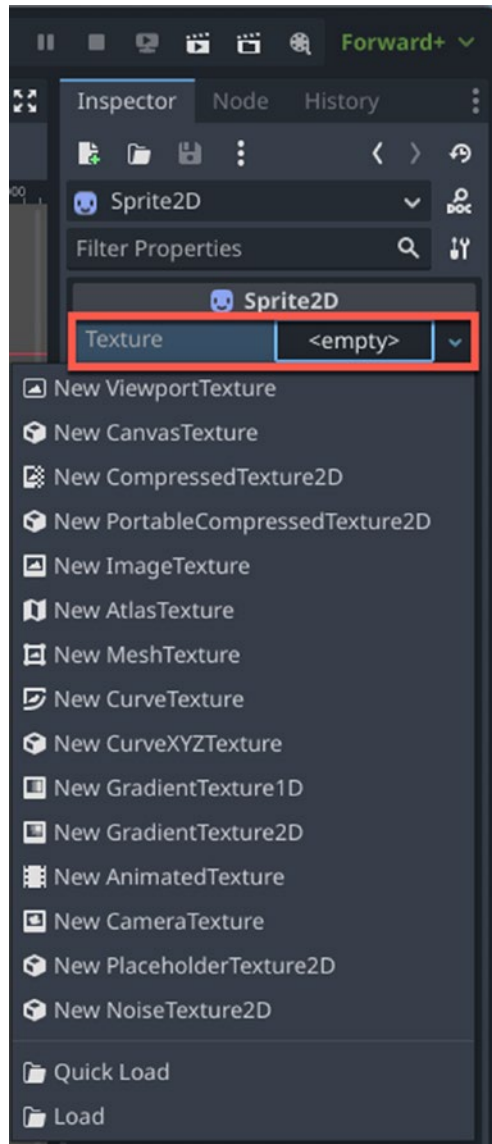 Forward+
Inspector Node History
Sprite2D
DOC
Filter Properties
Sprite2D
Texture <empty>
New ViewportTexture
New CanvasTexture
New CompressedTexture2D
New PortableCompressedTexture2D
New ImageTexture
New AtlasTexture
New MeshTexture
New CurveTexture
New CurveXYZTexture
New GradientTexture1D
New GradientTexture2D
New AnimatedTexture
New CameraTexture
New PlaceholderTexture2D
New NoiseTexture2D
Quick Load
Load